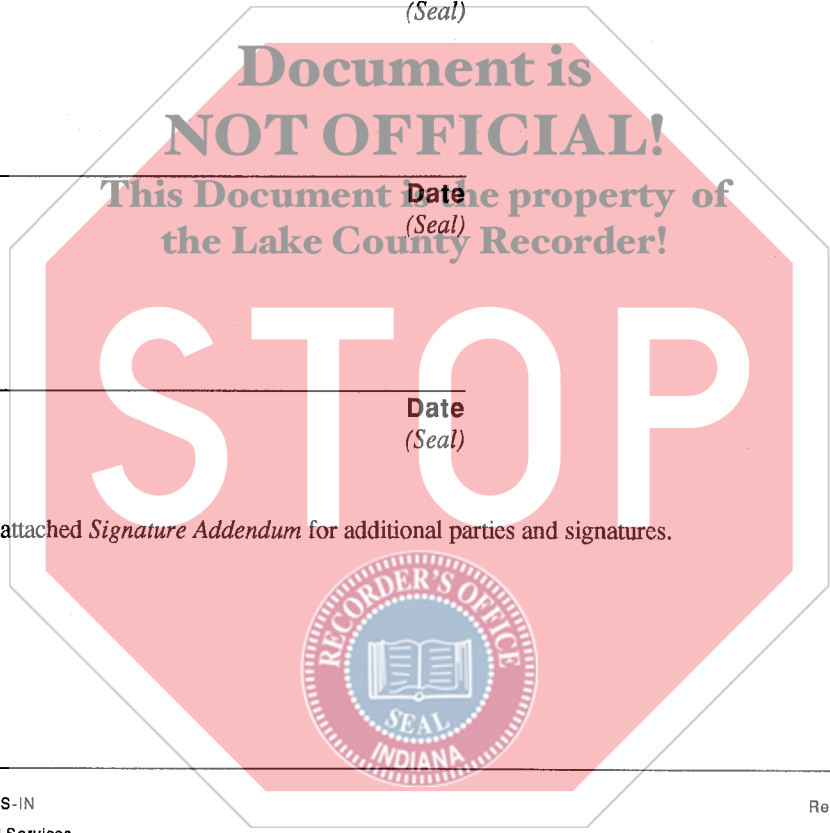 (Seal)
Document is
NOT OFFICIAL!
This Document is the property of
Date
(Seal)
the Lake County Recorder!
STOP
Date
(Seal)
attached Signature Addendum for additional parties and signatures.
RECORDER'S OFFICE
SEAL
INDIANA
S-IN
Re
Services